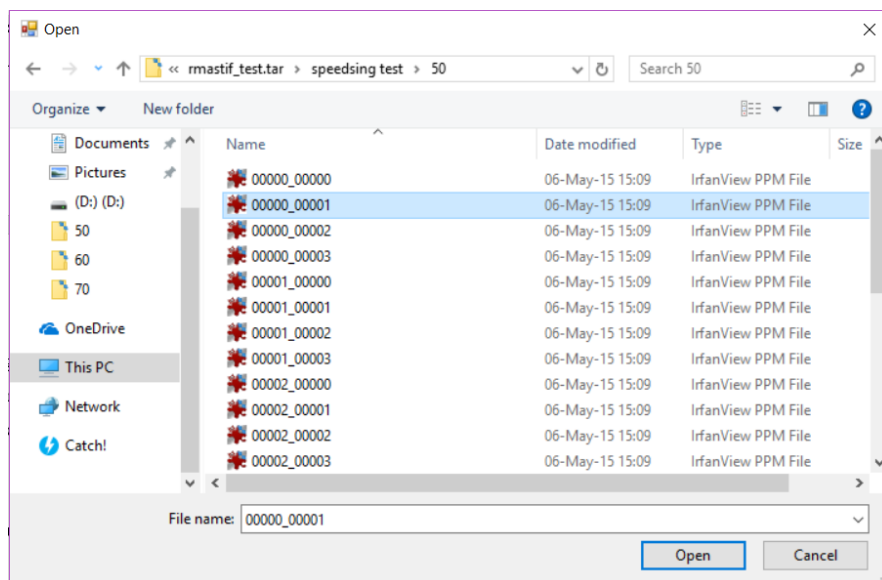 Open
« rmastif_test.tar > speedsing test > 50
Search 50
Organize
New folder
Documents
Pictures
(D:) (D:)
50
60
70
OneDrive
This PC
Network
Catch!
Name Date modified Type Size
00000_00000 06-May-15 15:09 IrfanView PPM File
00000_00001 06-May-15 15:09 IrfanView PPM File
00000_00002 06-May-15 15:09 IrfanView PPM File
00000_00003 06-May-15 15:09 IrfanView PPM File
00001_00000 06-May-15 15:09 IrfanView PPM File
00001_00001 06-May-15 15:09 IrfanView PPM File
00001_00002 06-May-15 15:09 IrfanView PPM File
00001_00003 06-May-15 15:09 IrfanView PPM File
00002_00000 06-May-15 15:09 IrfanView PPM File
00002_00001 06-May-15 15:09 IrfanView PPM File
00002_00002 06-May-15 15:09 IrfanView PPM File
00002_00003 06-May-15 15:09 IrfanView PPM File
File name: 00000_00001
Open Cancel